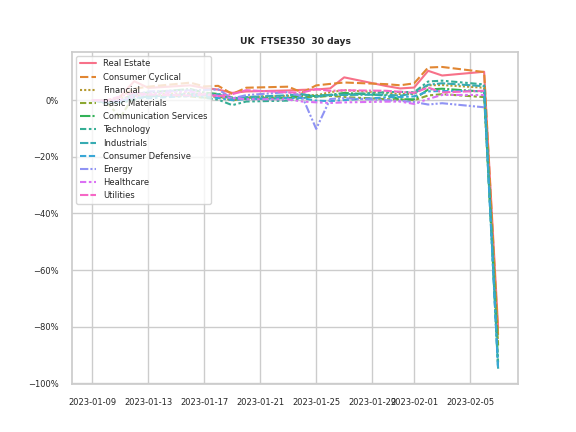 UK FTSE350 30 days
Real Estate
Consumer Cyclical
Financial
Basic Materials
Communication Services
Technology
Industrials
Consumer Defensive
Energy
Healthcare
Utilities
0%
−20%
−40%
−60%
−80%
−100%
2023-01-09 2023-01-13 2023-01-17 2023-01-21 2023-01-25 2023-01-29 2023-02-01 2023-02-05